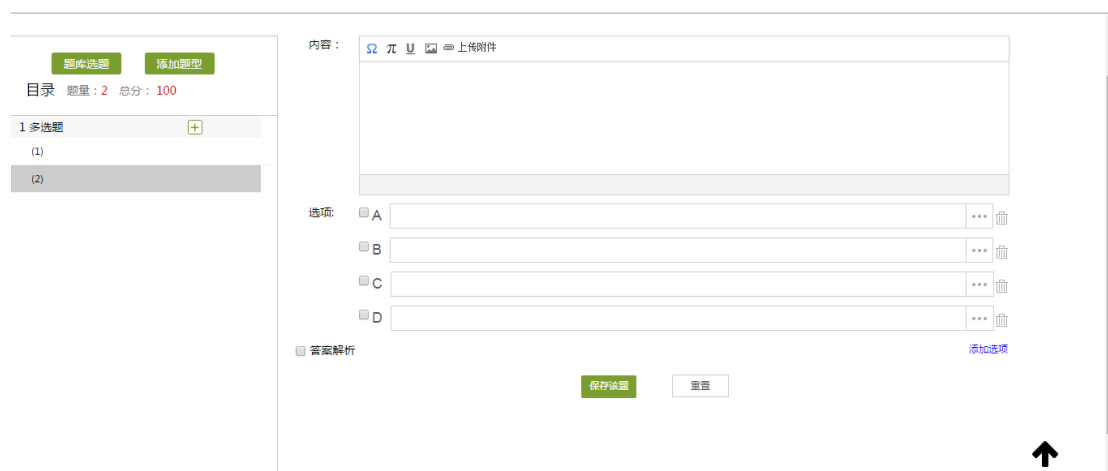 题库选题 添加题型
目录 题量：2 总分：100
1 多选题
(1)
(2)
内容：
Ω π U 上传附件
选项:
A
B
C
D
答案解析
添加选项
保存该题 重置